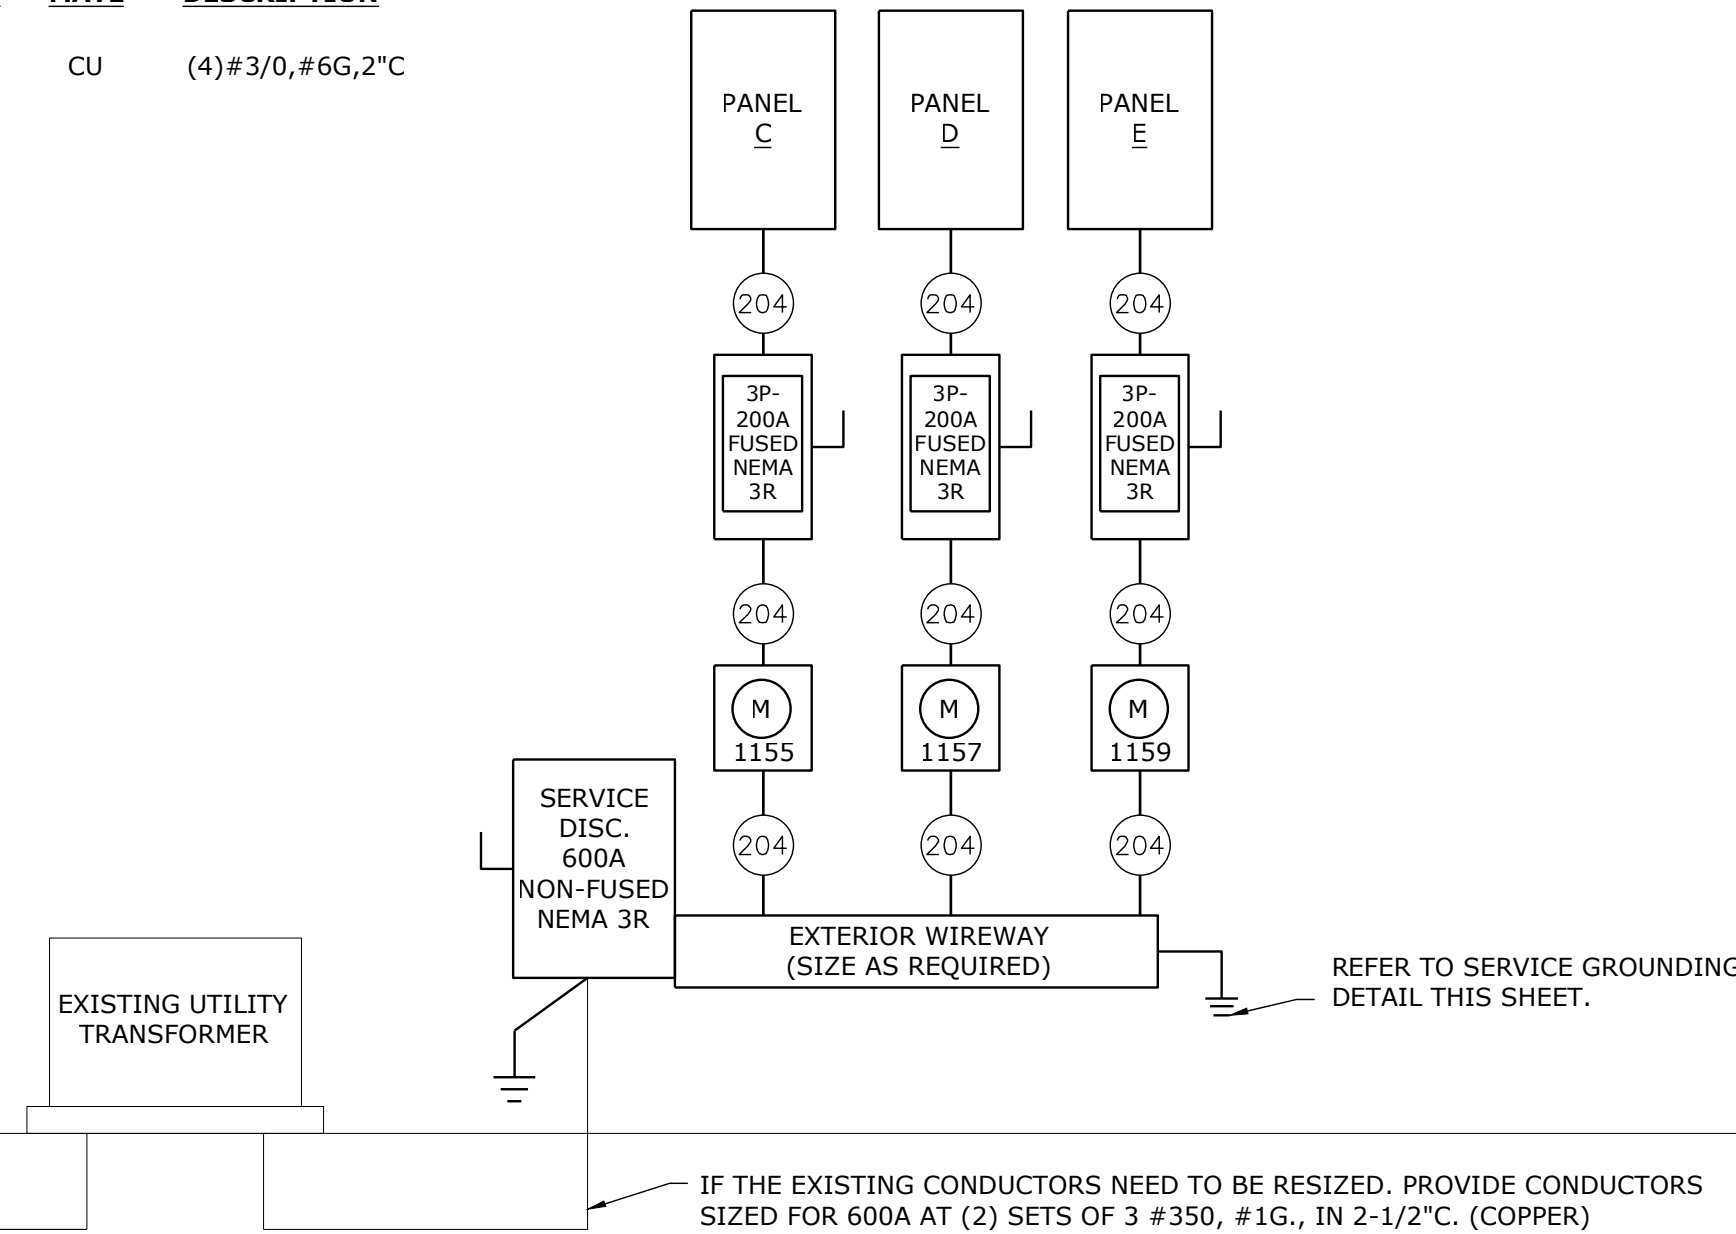 MATL DESCRIPTION
CU (4)#3/0,#6G,2"C
PANEL
C
PANEL
D
PANEL
E
204
204
204
3P-
200A
FUSED
NEMA
3R
3P-
200A
FUSED
NEMA
3R
3P-
200A
FUSED
NEMA
3R
204
204
204
M
1155
M
1157
M
1159
204
204
204
SERVICE
DISC.
600A
NON-FUSED
NEMA 3R
EXTERIOR WIREWAY
(SIZE AS REQUIRED)
REFER TO SERVICE GROUNDING
DETAIL THIS SHEET.
EXISTING UTILITY
TRANSFORMER
IF THE EXISTING CONDUCTORS NEED TO BE RESIZED. PROVIDE CONDUCTORS
SIZED FOR 600A AT (2) SETS OF 3 #350, #1G., IN 2-1/2"C. (COPPER)